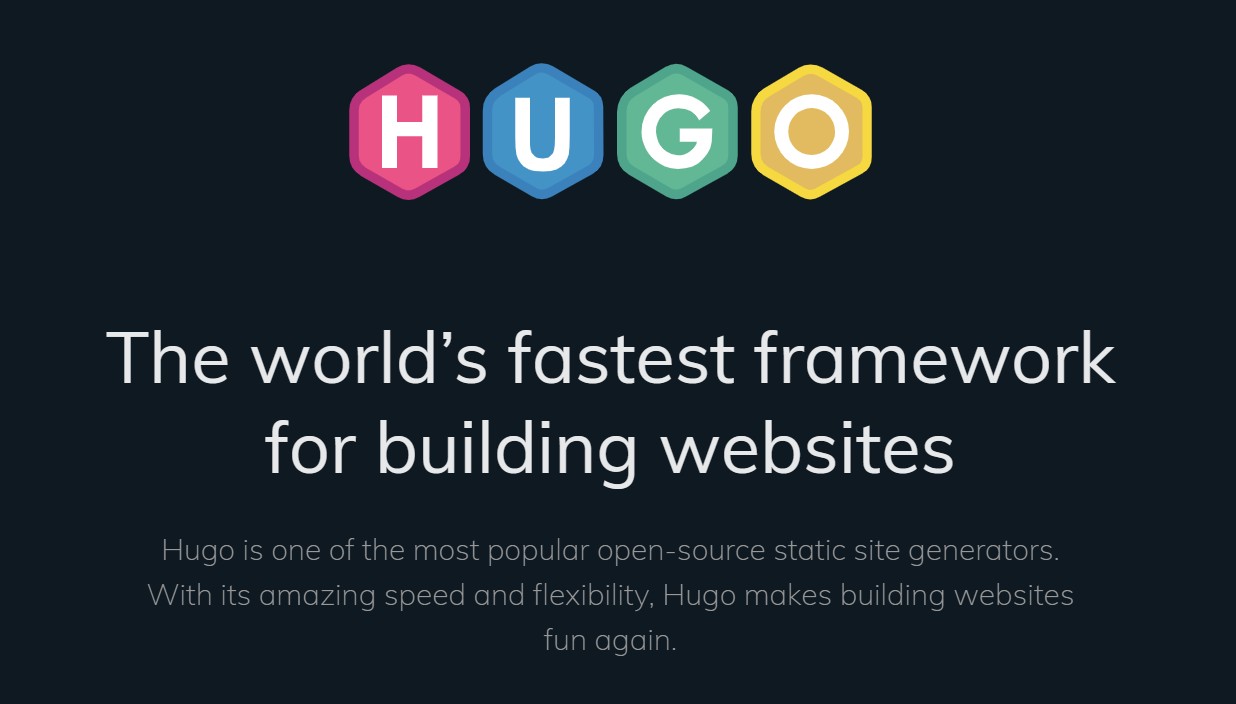 HUGO
The world’s fastest framework
for building websites
Hugo is one of the most popular open-source static site generators.
With its amazing speed and flexibility, Hugo makes building websites
fun again.